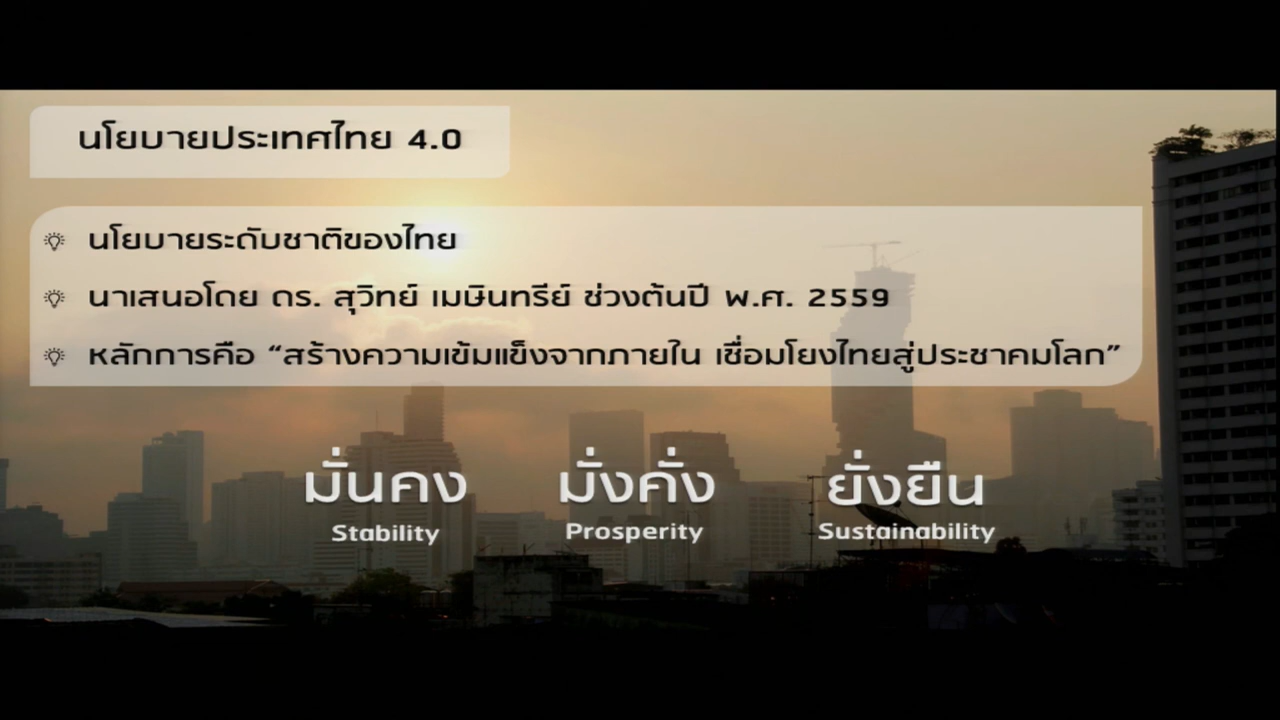 นโยบายประเทศไทย 4.0
นโยบายระดับชาติของไทย
นาเสนอโดย ดร. สุวิทย์ เมษินทรีย์ ช่วงต้นปี พ.ศ. 2559
หลักการคือ “สร้างความเข้มแข็งจากภายใน เชื่อมโยงไทยสู่ประชาคมโลก”
มั่นคง มั่งคั่ง ยั่งยืน
Stability Prosperity Sustainability